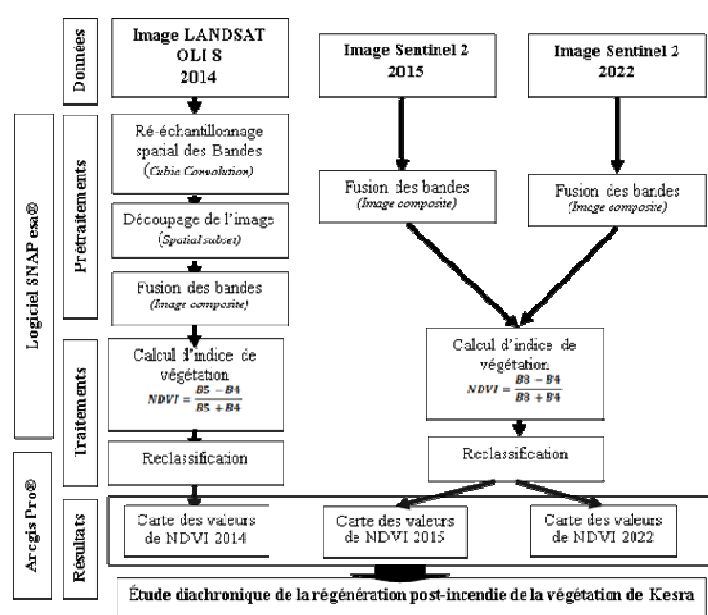 Données
Image LANDSAT
OLI 8
2014
Image Sentinel 2
2015
Image Sentinel 2
2022
Logiciel SNAP esa®
Prétraitements
Ré-échantillonnage
spatial des Bandes
(Cubic Convolution)
Découpage de l'image
(Spatial subset)
Fusion des bandes
(Image composite)
Fusion des bandes
(Image composite)
Fusion des bandes
(Image composite)
Traitements
Calcul d'indice de
végétation
NDVI = B5 - B4 / B5 + B4
Calcul d'indice de
végétation
NDVI = B8 - B4 / B8 + B4
Reclassification
Reclassification
Arcgis Pro®
Résultats
Carte des valeurs
de NDVI 2014
Carte des valeurs
de NDVI 2015
Carte des valeurs
de NDVI 2022
Étude diachronique de la régénération post-incendie de la végétation de Kesra